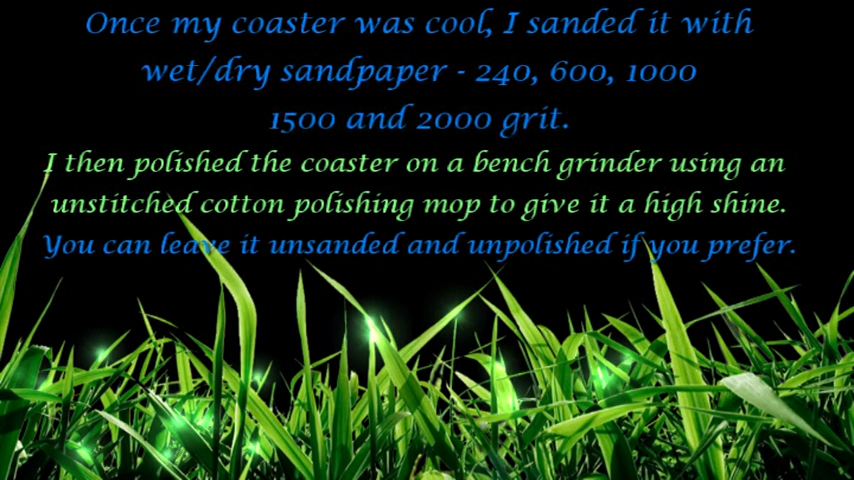 Once my coaster was cool, I sanded it with
wet/dry sandpaper - 240, 600, 1000
1500 and 2000 grit.
I then polished the coaster on a bench grinder using an
unstitched cotton polishing mop to give it a high shine.
You can leave it unsanded and unpolished if you prefer.